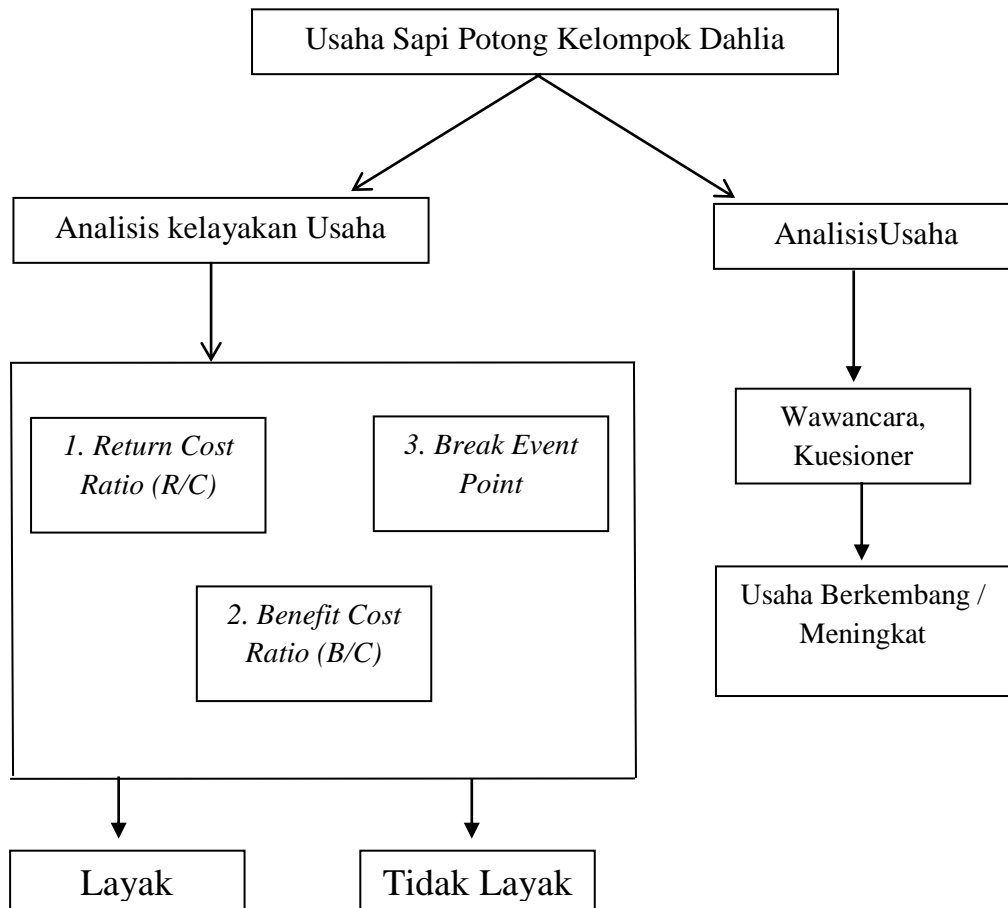 Usaha Sapi Potong Kelompok Dahlia
Analisis kelayakan Usaha
AnalisisUsaha
1. Return Cost
Ratio (R/C)
3. Break Event
Point
2. Benefit Cost
Ratio (B/C)
Wawancara,
Kuesioner
Usaha Berkembang /
Meningkat
Layak
Tidak Layak